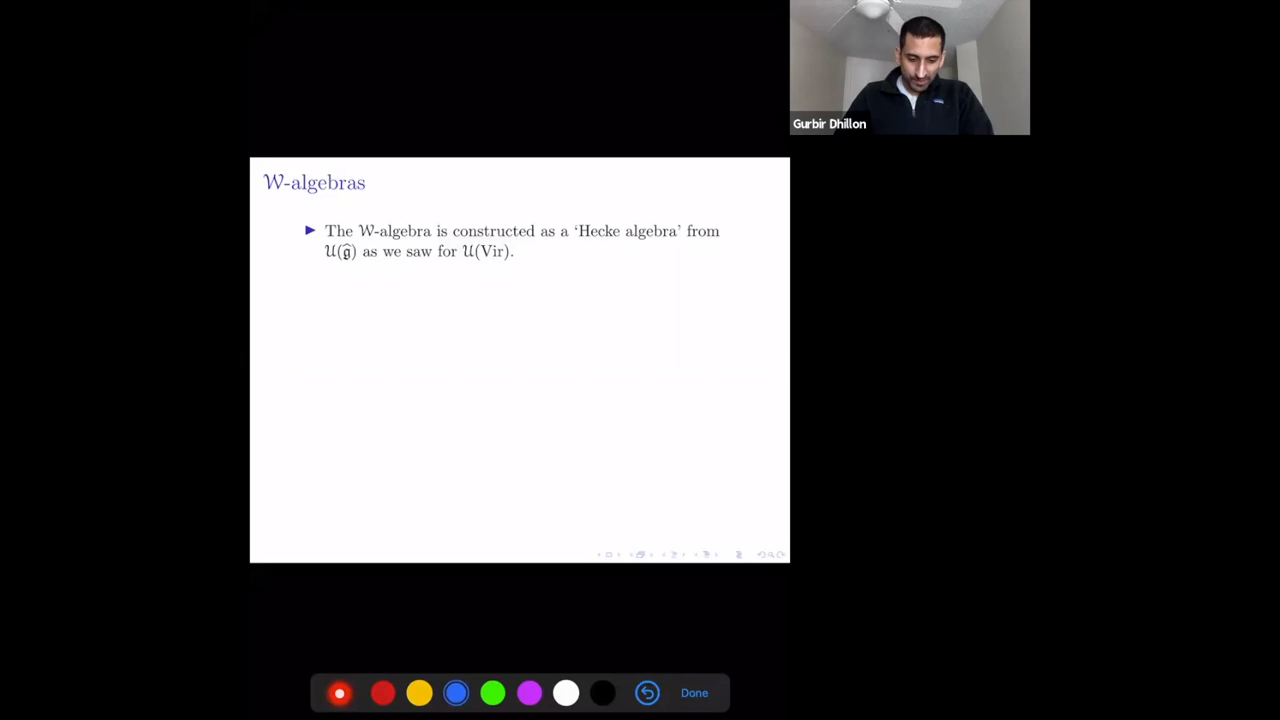 Gurbir Dhillon
W-algebras
▶ The W-algebra is constructed as a ‘Hecke algebra’ from
U(ĝ) as we saw for U(Vir).
Done